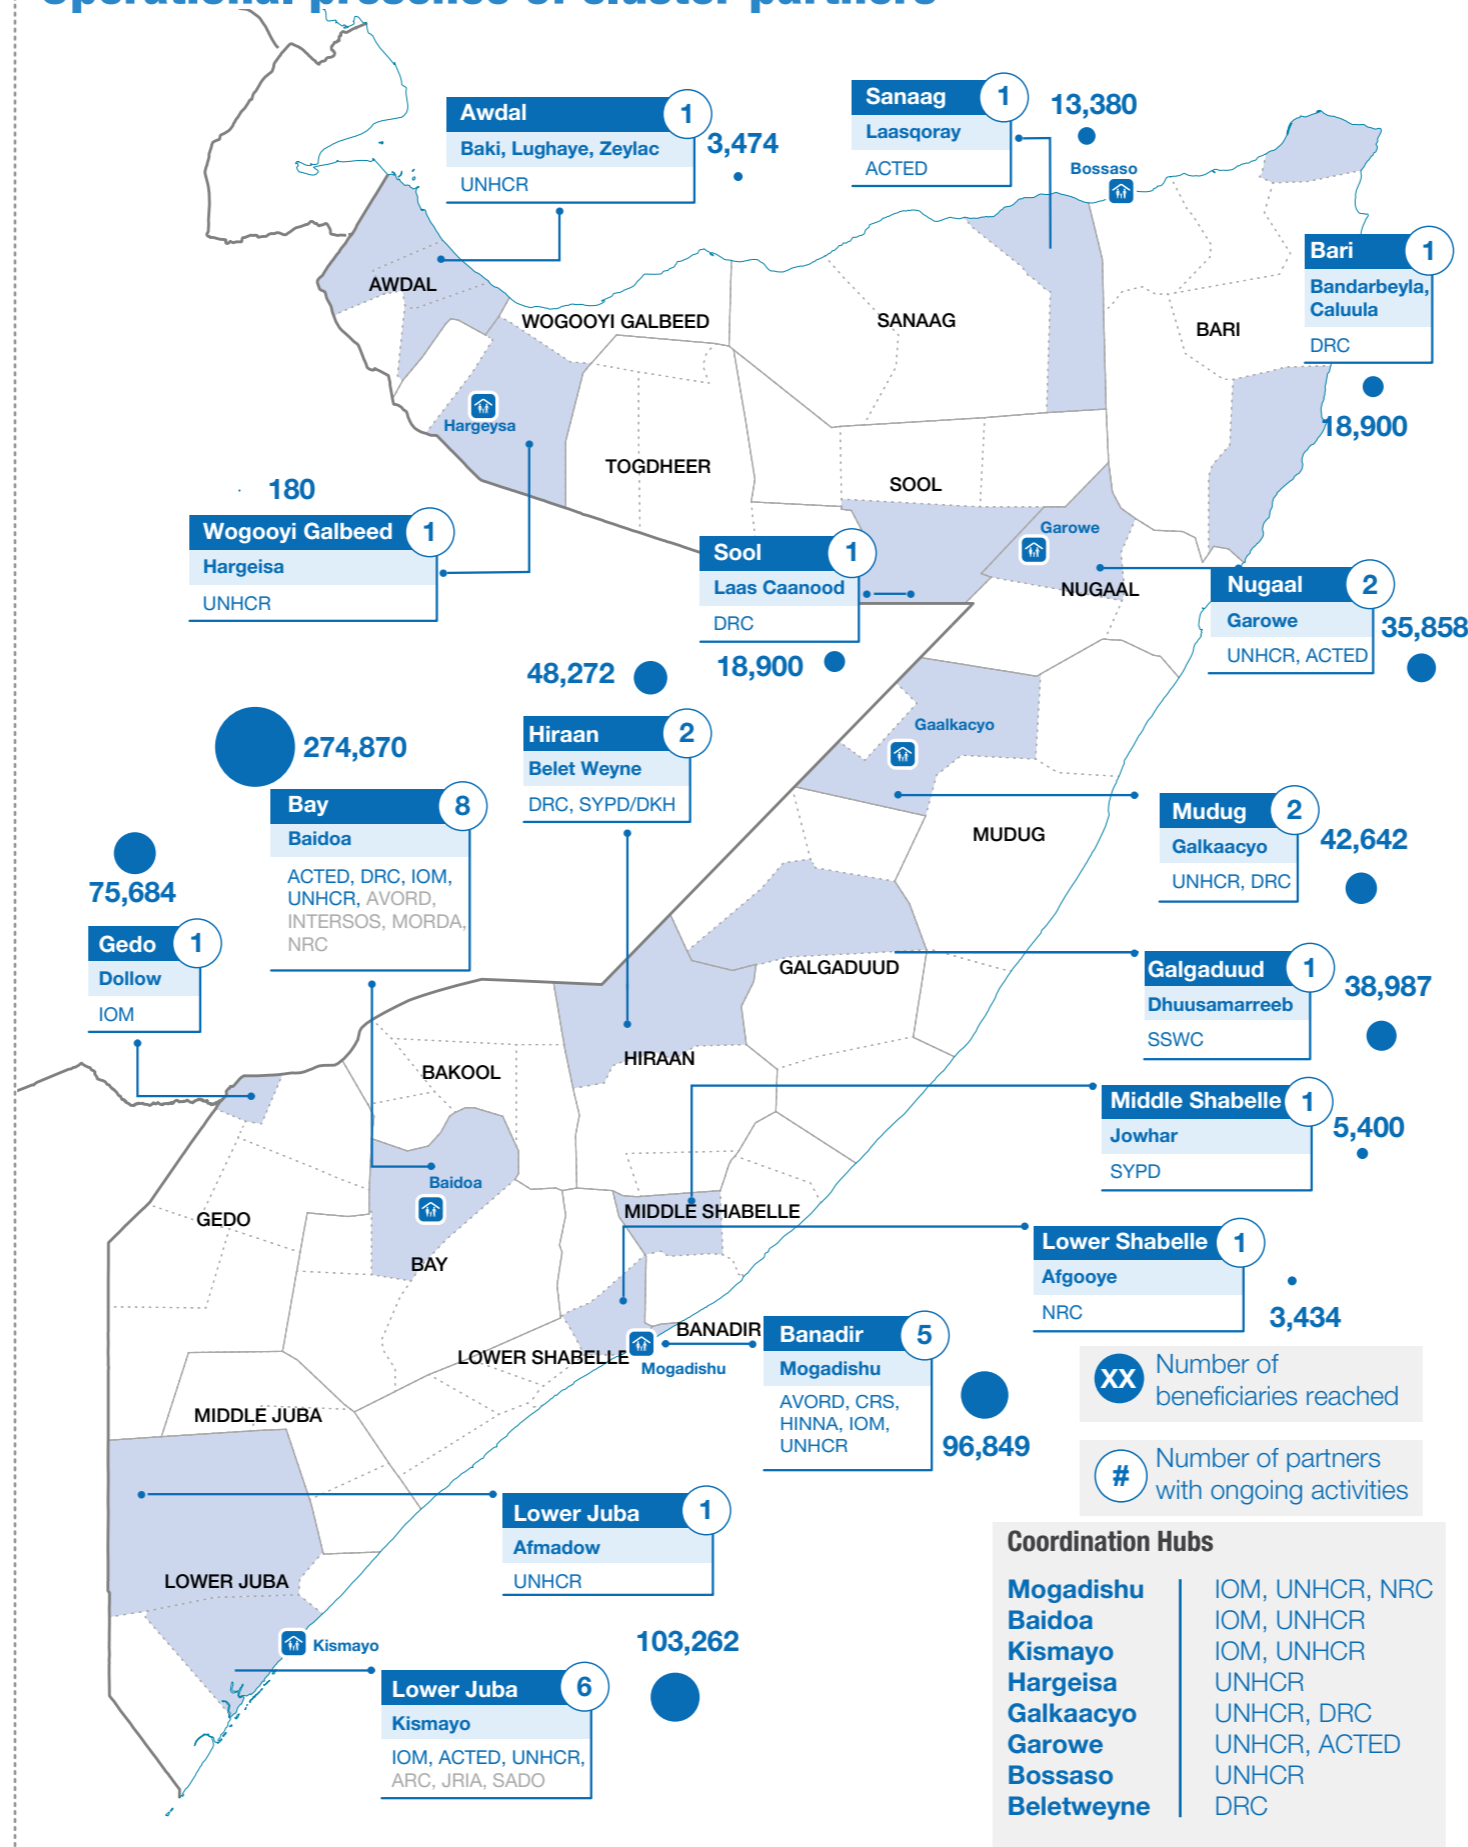 Operational presence of cluster partners
Awdal 1
Baki, Lughaye, Zeylac
UNHCR
3,474
Sanaag 1
Laasqoray
ACTED
13,380
Bossaso
Bari 1
Bandarbeyla,
Caluula
DRC
18,900
AWDAL
WOGOOYI GALBEED
SANAAG
BARI
Hargeysa
TOGDHEER
SOOL
180
Wogooyi Galbeed 1
Hargeisa
UNHCR
Sool 1
Laas Caanood
DRC
18,900
Garowe
NUGAAL
Nugaal 2
Garowe
UNHCR, ACTED
35,858
48,272
Hiraan 2
Belet Weyne
DRC, SYPD/DKH
274,870
Bay 8
Baidoa
ACTED, DRC, IOM,
UNHCR, AVORD,
INTERSOS, MORDA,
NRC
75,684
Gedo 1
Dollow
IOM
Gaalkacyo
MUDUG
Mudug 2
Galkaacyo
UNHCR, DRC
42,642
GALGADUUD
Galgaduud 1
Dhuusamarreeb
SSWC
38,987
HIRAAN
BAKOOL
Middle Shabelle 1
Jowhar
SYPD
5,400
Baidoa
GEDO
BAY
MIDDLE SHABELLE
Lower Shabelle 1
Afgooye
NRC
3,434
BANADIR
LOWER SHABELLE
Mogadishu
Banadir 5
Mogadishu
AVORD, CRS,
HINNA, IOM,
UNHCR
96,849
MIDDLE JUBA
Lower Juba 1
Afmadow
UNHCR
LOWER JUBA
Kismayo
103,262
Lower Juba 6
Kismayo
IOM, ACTED, UNHCR,
ARC, JRIA, SADO
XX Number of
beneficiaries reached
# Number of partners
with ongoing activities
Coordination Hubs
Mogadishu IOM, UNHCR, NRC
Baidoa IOM, UNHCR
Kismayo IOM, UNHCR
Hargeisa UNHCR
Galkaacyo UNHCR, DRC
Garowe UNHCR, ACTED
Bossaso UNHCR
Beletweyne DRC